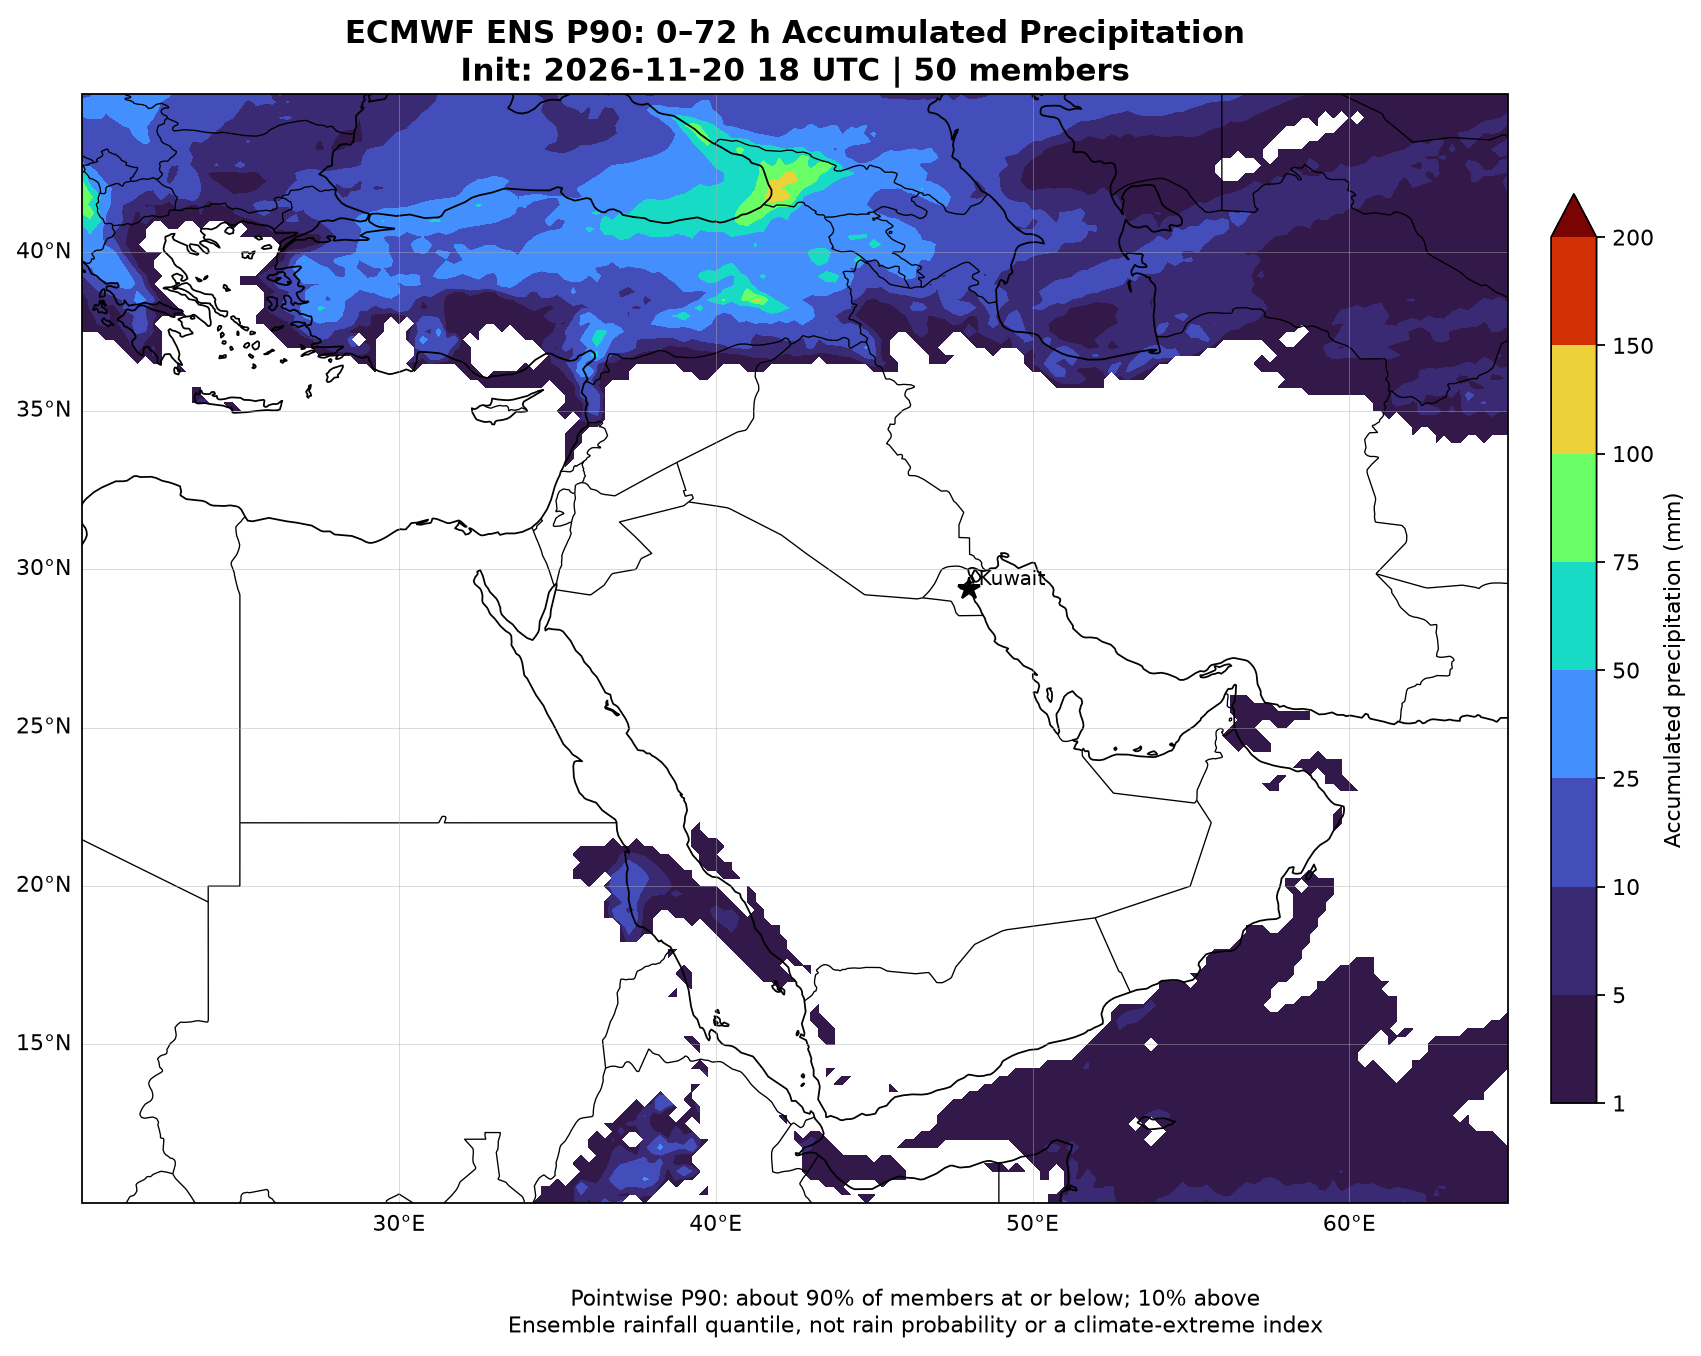 ECMWF ENS P90: 0–72 h Accumulated Precipitation
Init: 2026-11-20 18 UTC | 50 members
40°N
35°N
30°N
25°N
20°N
15°N
30°E
40°E
50°E
60°E
Kuwait
200
150
100
75
50
25
10
5
1
Accumulated precipitation (mm)
Pointwise P90: about 90% of members at or below; 10% above
Ensemble rainfall quantile, not rain probability or a climate-extreme index